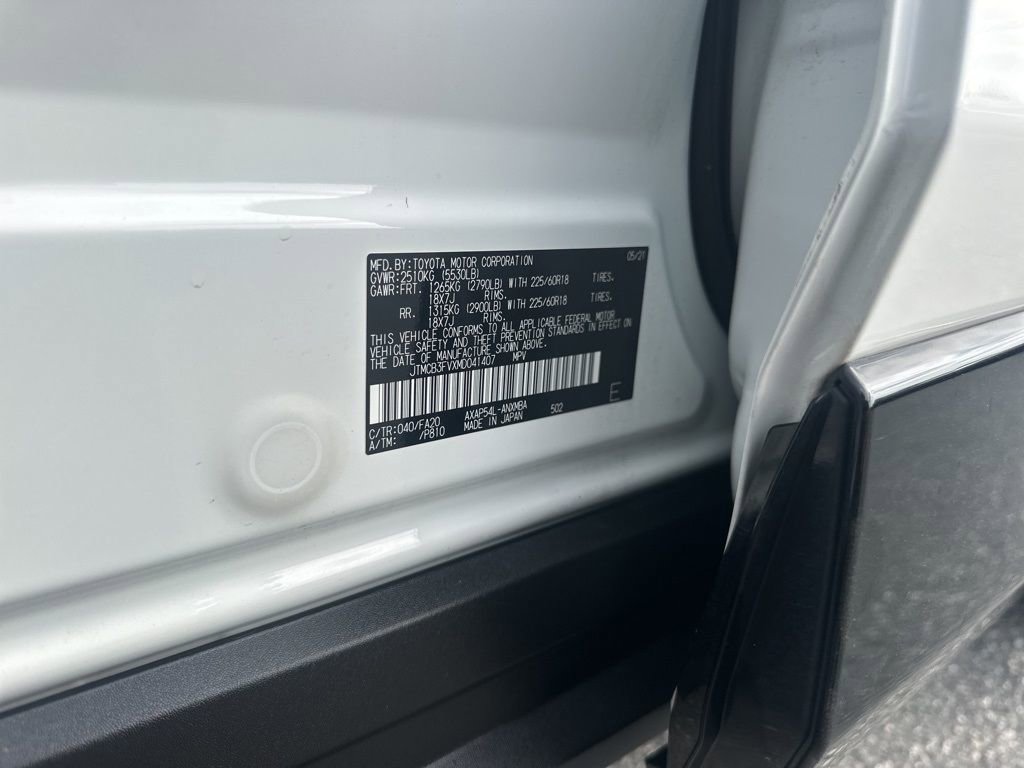 MFD.BY:TOYOTA MOTOR CORPORATION 05/21
GVWR:2510KG (5530LB)
GAWR:FRT. 1265KG (2790LB) WITH 225/60R18 TIRES.
18X7J RIMS.
RR. 1315KG (2900LB) WITH 225/60R18 TIRES.
18X7J RIMS.
THIS VEHICLE CONFORMS TO ALL APPLICABLE FEDERAL MOTOR
VEHICLE SAFETY AND THEFT PREVENTION STANDARDS IN EFFECT ON
THE DATE OF MANUFACTURE SHOWN ABOVE.
JTMCB3FVXMD041407 MPV
E
C/TR:040/FA20 AXAP54L-ANXMBA 502
A/TM: /P810 MADE IN JAPAN